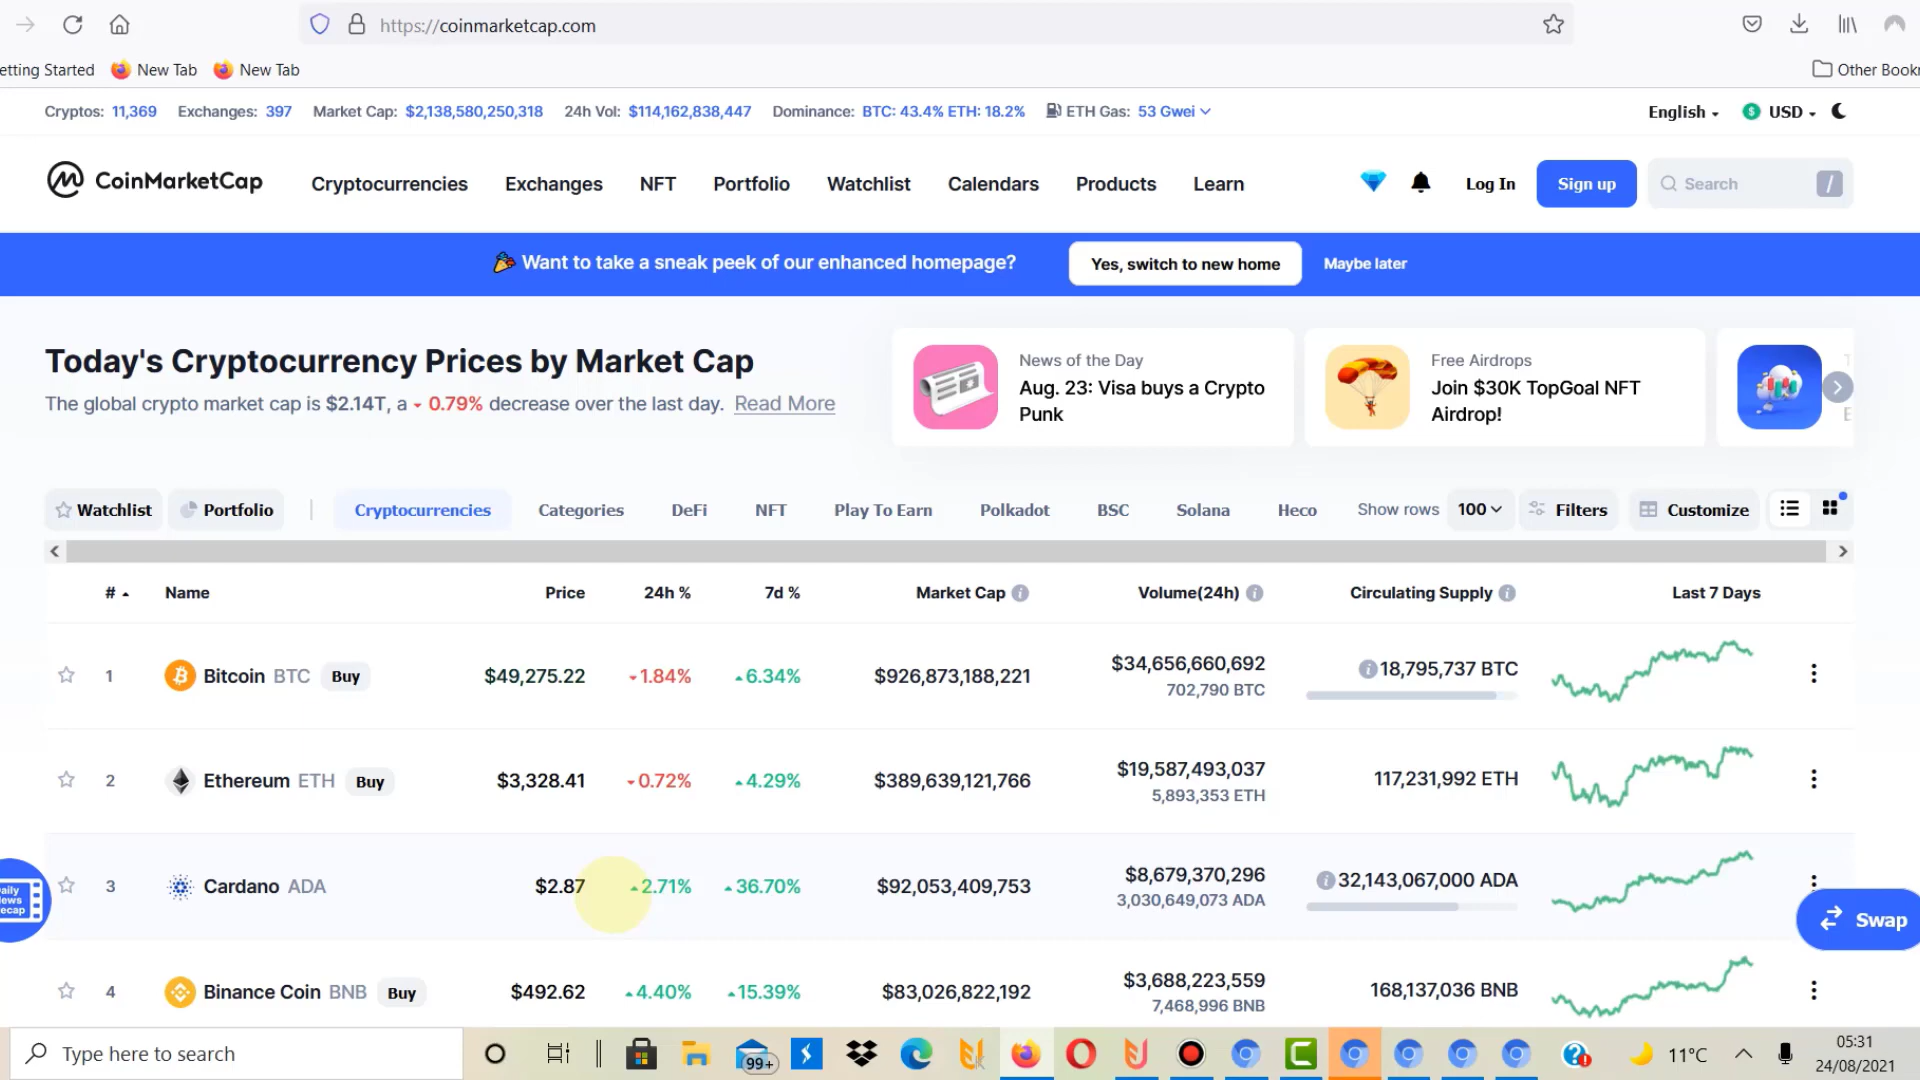 https://coinmarketcap.com
etting Started New Tab New Tab Other Bookr
Cryptos: 11,369 Exchanges: 397 Market Cap: $2,138,580,250,318 24h Vol: $114,162,838,447 Dominance: BTC: 43.4% ETH: 18.2% ETH Gas: 53 Gwei English USD
CoinMarketCap Cryptocurrencies Exchanges NFT Portfolio Watchlist Calendars Products Learn Log In Sign up Search /
Want to take a sneak peek of our enhanced homepage? Yes, switch to new home Maybe later
Today's Cryptocurrency Prices by Market Cap
The global crypto market cap is $2.14T, a 0.79% decrease over the last day. Read More
News of the Day
Aug. 23: Visa buys a Crypto
Punk
Free Airdrops
Join $30K TopGoal NFT
Airdrop!
Watchlist Portfolio Cryptocurrencies Categories DeFi NFT Play To Earn Polkadot BSC Solana Heco Show rows 100 Filters Customize
# Name Price 24h % 7d % Market Cap Volume(24h) Circulating Supply Last 7 Days
1 Bitcoin BTC Buy $49,275.22 1.84% 6.34% $926,873,188,221 $34,656,660,692 18,795,737 BTC
702,790 BTC
2 Ethereum ETH Buy $3,328.41 0.72% 4.29% $389,639,121,766 $19,587,493,037 117,231,992 ETH
5,893,353 ETH
3 Cardano ADA $2.87 2.71% 36.70% $92,053,409,753 $8,679,370,296 32,143,067,000 ADA
3,030,649,073 ADA
Daily
News
Recap
Swap
4 Binance Coin BNB Buy $492.62 4.40% 15.39% $83,026,822,192 $3,688,223,559 168,137,036 BNB
7,468,996 BNB
Type here to search 99+ 11°C 05:31
24/08/2021